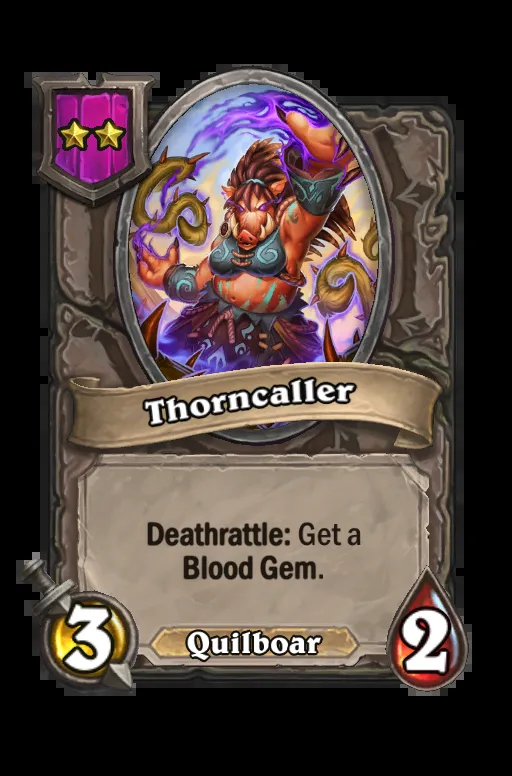 Thorncaller
Deathrattle: Get a
Blood Gem.
3
Quilboar
2